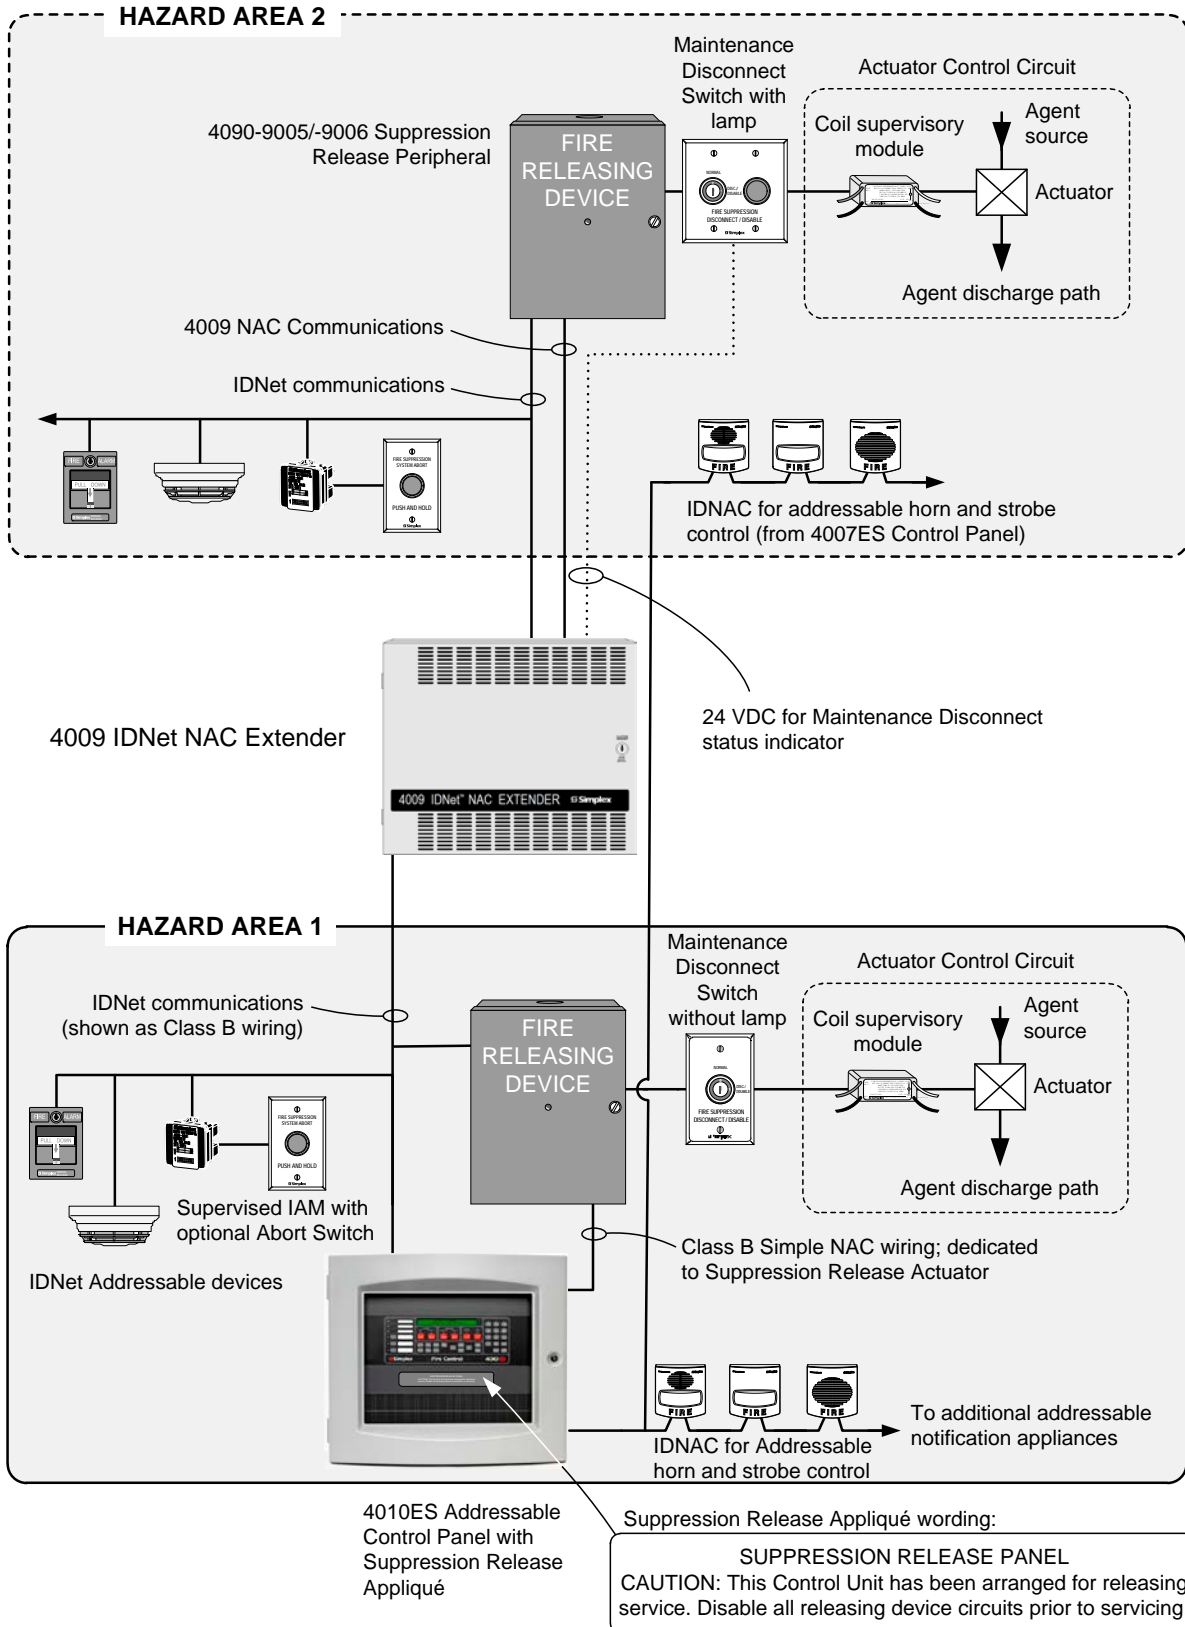 HAZARD AREA 2
Maintenance
Disconnect
Switch with
lamp
Actuator Control Circuit
4090-9005/-9006 Suppression
Release Peripheral
FIRE
RELEASING
DEVICE
Coil supervisory
module
Agent
source
Actuator
NORMAL
DISC./
DISABLE
FIRE SUPPRESSION
DISCONNECT / DISABLE
Simplex
Agent discharge path
4009 NAC Communications
IDNet communications
FIRE ALARM
PULL DOWN
FIRE SUPPRESSION
SYSTEM ABORT
PUSH AND HOLD
Simplex
FIRE
FIRE
FIRE
IDNAC for addressable horn and strobe
control (from 4007ES Control Panel)
4009 IDNet NAC Extender
24 VDC for Maintenance Disconnect
status indicator
4009 IDNet™ NAC EXTENDER Simplex
HAZARD AREA 1
Maintenance
Disconnect
Switch
without lamp
Actuator Control Circuit
IDNet communications
(shown as Class B wiring)
FIRE
RELEASING
DEVICE
Coil supervisory
module
Agent
source
Actuator
NORMAL
DISC./
DISABLE
FIRE SUPPRESSION
DISCONNECT / DISABLE
Simplex
FIRE ALARM
PULL DOWN
FIRE SUPPRESSION
SYSTEM ABORT
PUSH AND HOLD
Simplex
Agent discharge path
Supervised IAM with
optional Abort Switch
IDNet Addressable devices
Class B Simple NAC wiring; dedicated
to Suppression Release Actuator
Simplex Fire Control
FIRE
FIRE
FIRE
To additional addressable
notification appliances
IDNAC for Addressable
horn and strobe control
4010ES Addressable
Control Panel with
Suppression Release
Appliqué
Suppression Release Appliqué wording:
SUPPRESSION RELEASE PANEL
CAUTION: This Control Unit has been arranged for releasing
service. Disable all releasing device circuits prior to servicing